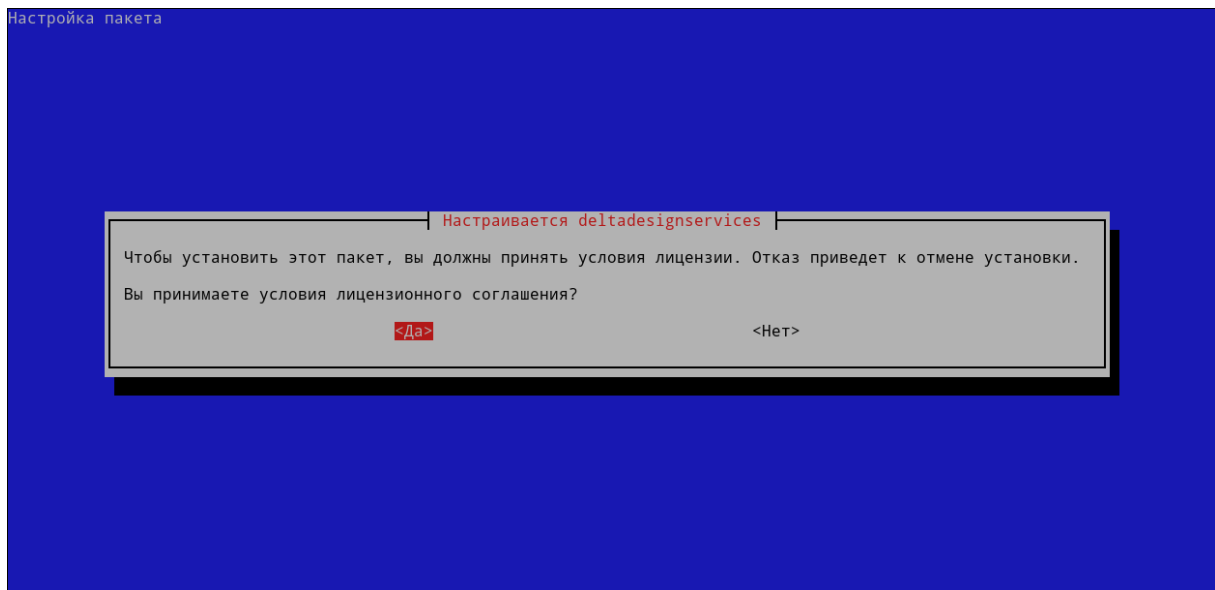 Настройка пакета
Настраивается deltadesignservices
Чтобы установить этот пакет, вы должны принять условия лицензии. Отказ приведет к отмене установки.
Вы принимаете условия лицензионного соглашения?
<Да> <Нет>